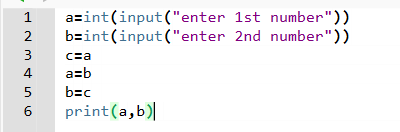 1 a=int(input("enter 1st number"))
2 b=int(input("enter 2nd number"))
3 c=a
4 a=b
5 b=c
6 print(a,b)